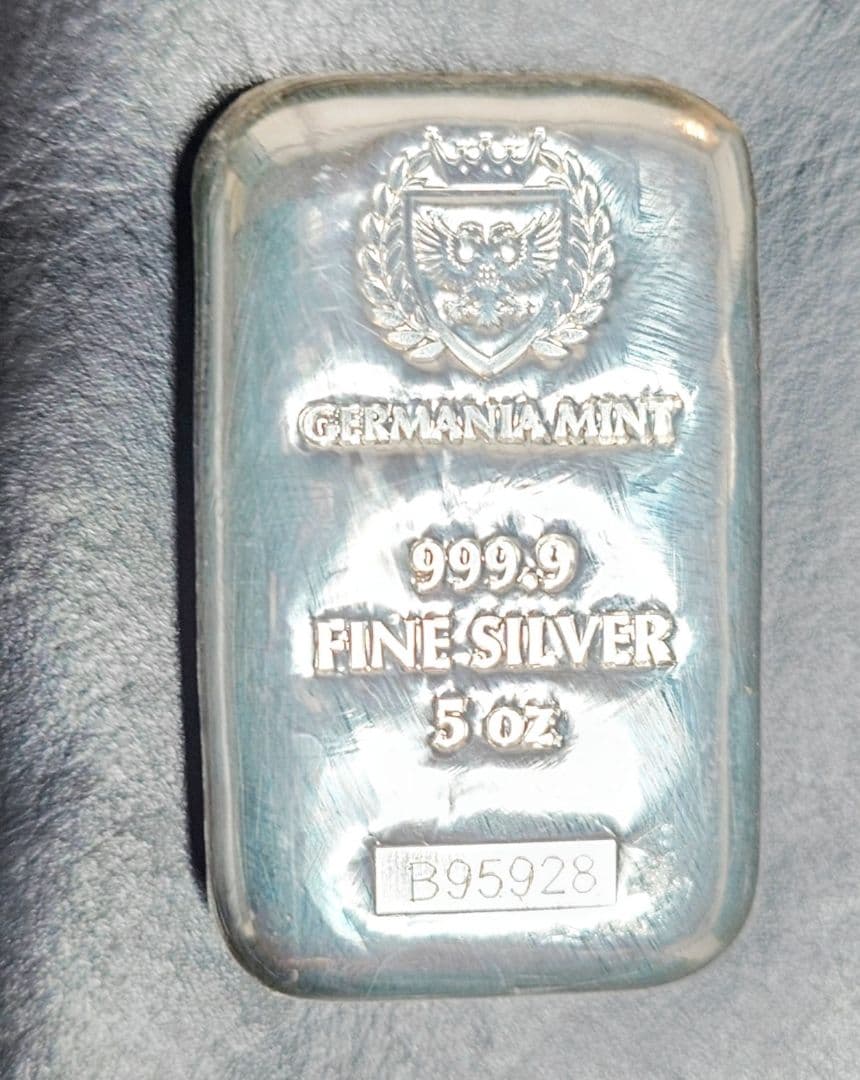 GERMANIA MINT
999.9
FINE SILVER
5 oz
B95928